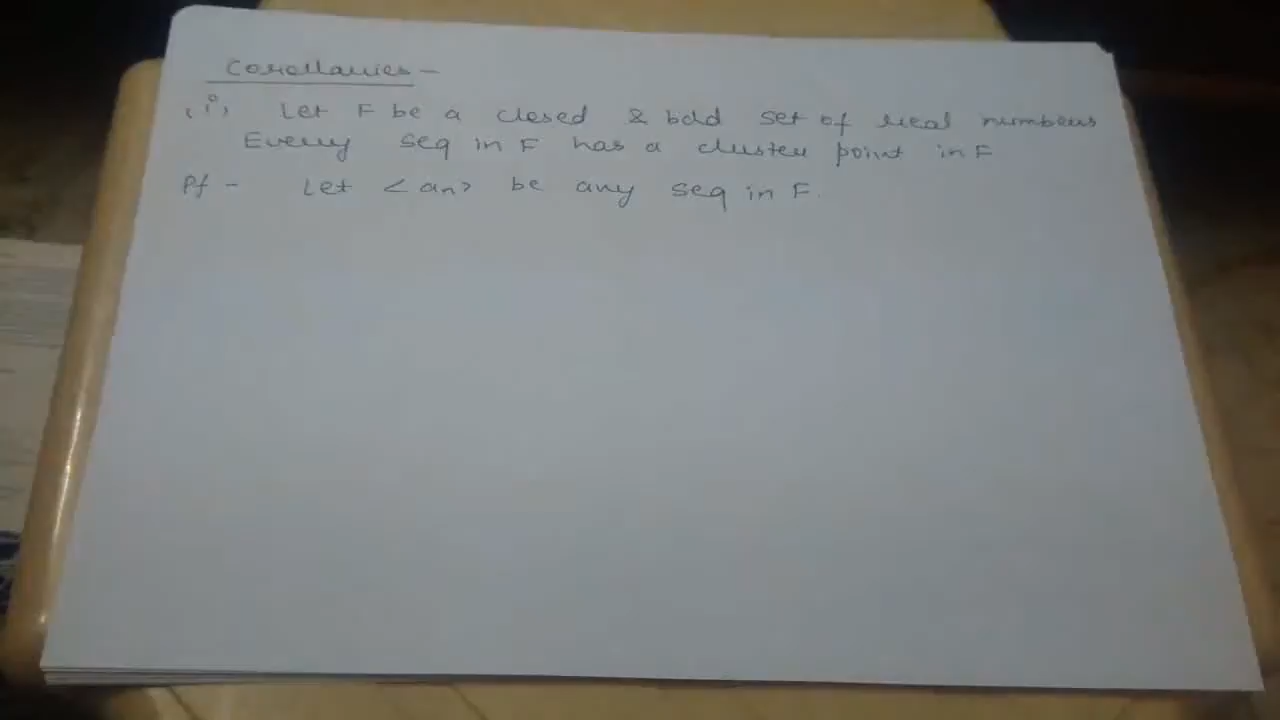 Corollaries -
(i) Let F be a closed & bdd set of real numbers
Every seq in F has a cluster point in F
Pf - Let <an> be any seq in F.